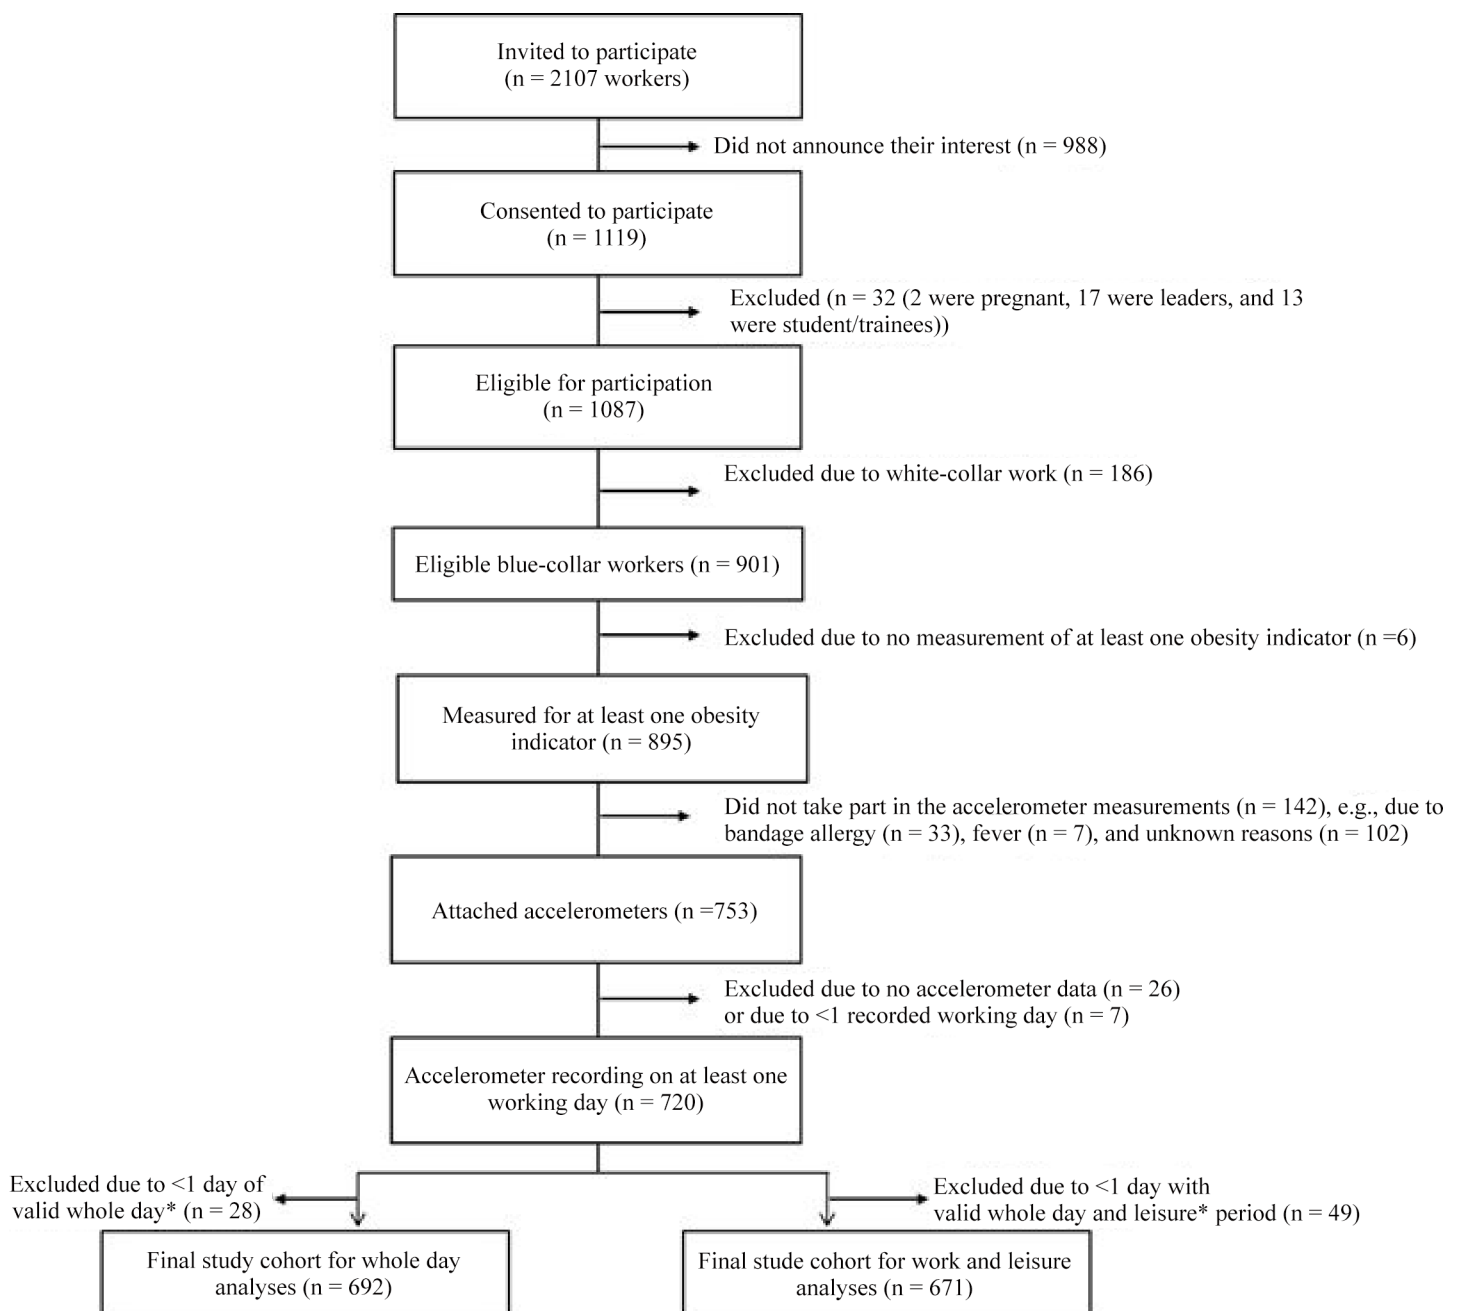 Invited to participate
(n = 2107 workers)
Did not announce their interest (n = 988)
Consented to participate
(n = 1119)
Excluded (n = 32 (2 were pregnant, 17 were leaders, and 13
were student/trainees))
Eligible for participation
(n = 1087)
Excluded due to white-collar work (n = 186)
Eligible blue-collar workers (n = 901)
Excluded due to no measurement of at least one obesity indicator (n =6)
Measured for at least one obesity
indicator (n = 895)
Did not take part in the accelerometer measurements (n = 142), e.g., due to
bandage allergy (n = 33), fever (n = 7), and unknown reasons (n = 102)
Attached accelerometers (n =753)
Excluded due to no accelerometer data (n = 26)
or due to <1 recorded working day (n = 7)
Accelerometer recording on at least one
working day (n = 720)
Excluded due to <1 day of
valid whole day* (n = 28)
Excluded due to <1 day with
valid whole day and leisure* period (n = 49)
Final study cohort for whole day
analyses (n = 692)
Final stude cohort for work and leisure
analyses (n = 671)